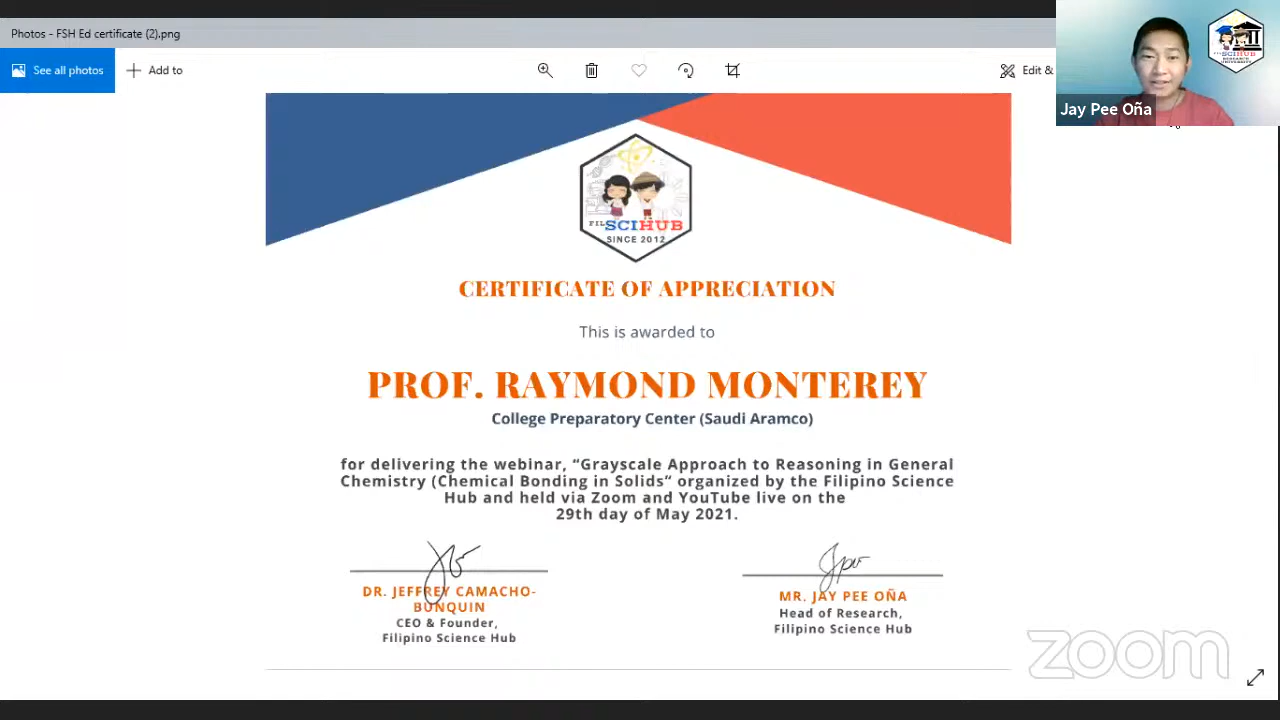 Photos - FSH Ed certificate (2).png
See all photos
Add to
Edit &
Jay Pee Oña
FILSCIHUB
RESEARCH
UNIVERSITY
FILSCIHUB
SINCE 2012
CERTIFICATE OF APPRECIATION
This is awarded to
PROF. RAYMOND MONTEREY
College Preparatory Center (Saudi Aramco)
for delivering the webinar, “Grayscale Approach to Reasoning in General
Chemistry (Chemical Bonding in Solids“ organized by the Filipino Science
Hub and held via Zoom and YouTube live on the
29th day of May 2021.
DR. JEFFREY CAMACHO-
BUNQUIN
CEO & Founder,
Filipino Science Hub
MR. JAY PEE OÑA
Head of Research,
Filipino Science Hub
zoom